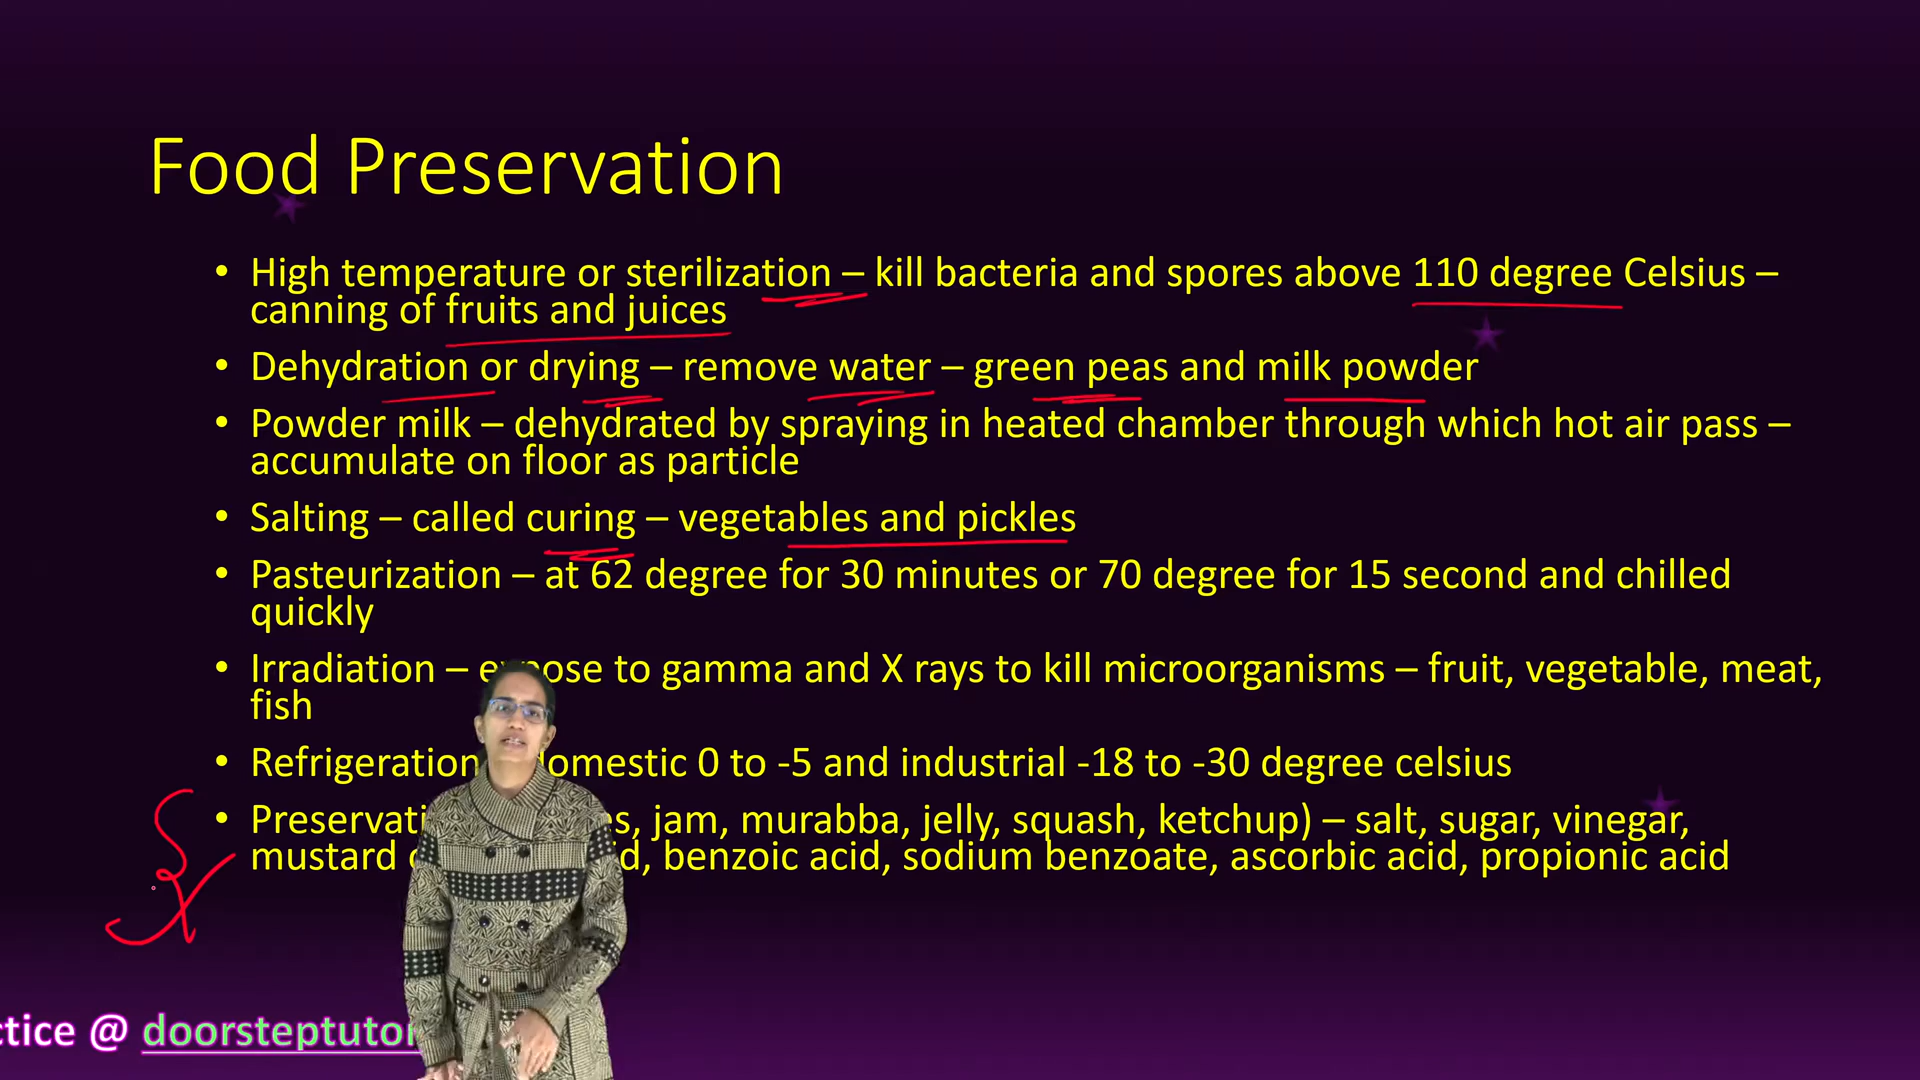 Food Preservation
• High temperature or sterilization – kill bacteria and spores above 110 degree Celsius –
canning of fruits and juices
• Dehydration or drying – remove water – green peas and milk powder
• Powder milk – dehydrated by spraying in heated chamber through which hot air pass –
accumulate on floor as particle
• Salting – called curing – vegetables and pickles
• Pasteurization – at 62 degree for 30 minutes or 70 degree for 15 second and chilled
quickly
• Irradiation – expose to gamma and X rays to kill microorganisms – fruit, vegetable, meat,
fish
• Refrigeration domestic 0 to -5 and industrial -18 to -30 degree celsius
• jam, murabba, jelly, squash, ketchup) – salt, sugar, vinegar,
mustard benzoic acid, sodium benzoate, ascorbic acid, propionic acid
@ doorsteptutor